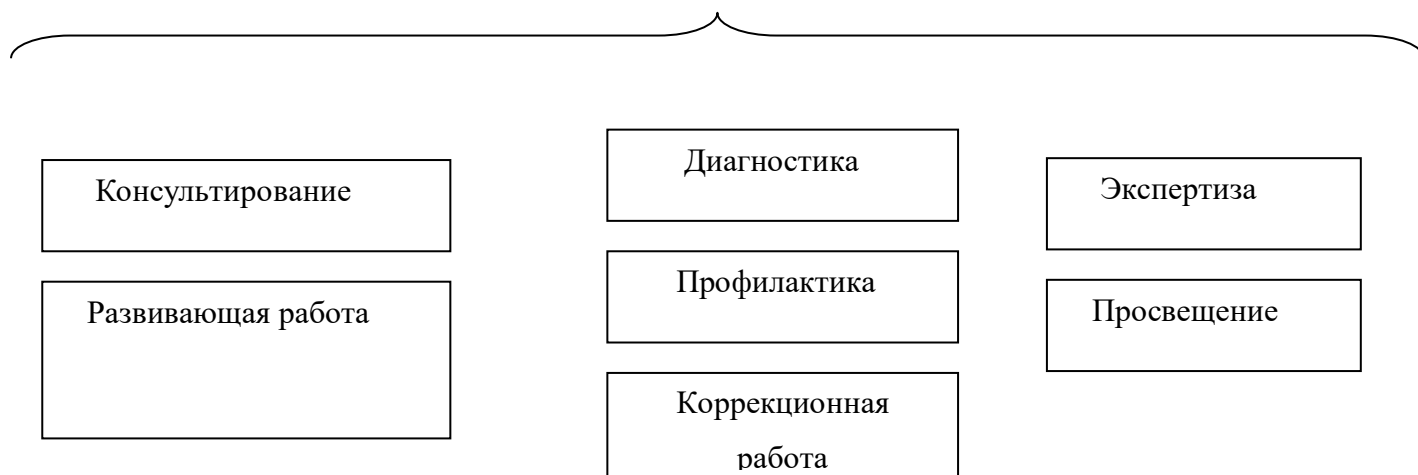 Консультирование
Развивающая работа
Диагностика
Профилактика
Коррекционная
работа
Экспертиза
Просвещение